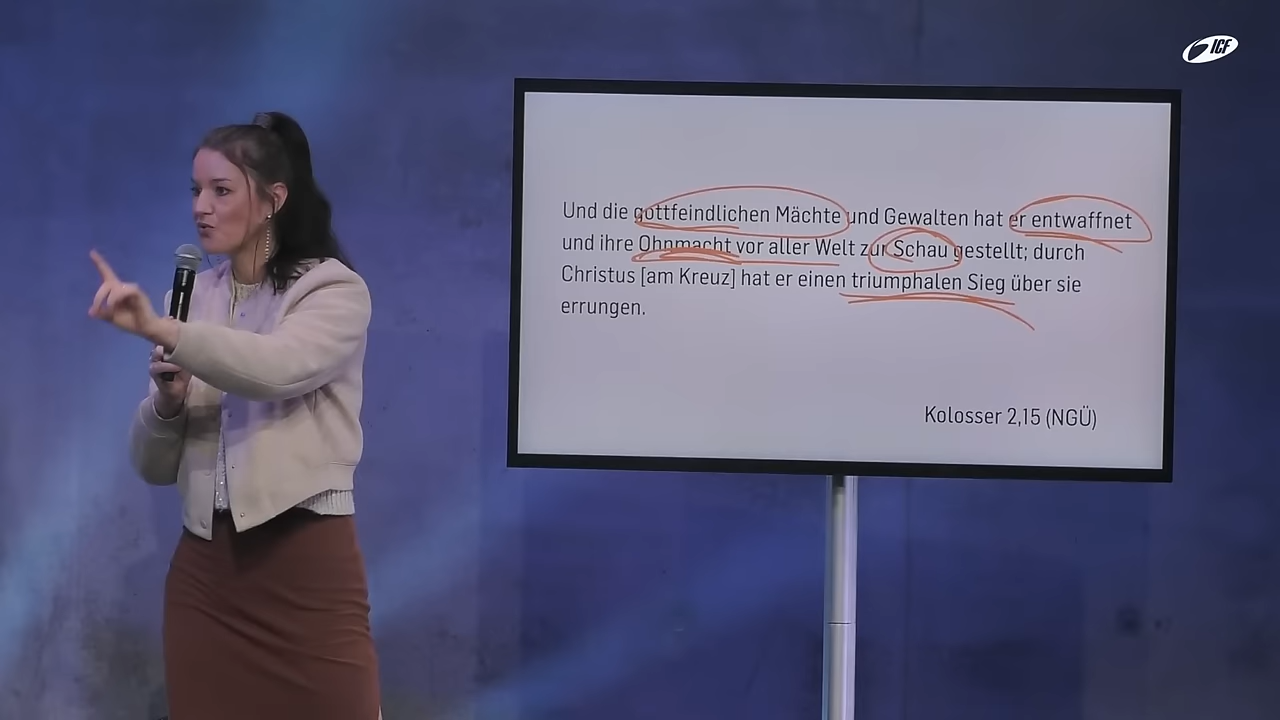 ICF
Und die gottfeindlichen Mächte und Gewalten hat er entwaffnet
und ihre Ohnmacht vor aller Welt zur Schau gestellt; durch
Christus [am Kreuz] hat er einen triumphalen Sieg über sie
errungen.
Kolosser 2,15 (NGÜ)